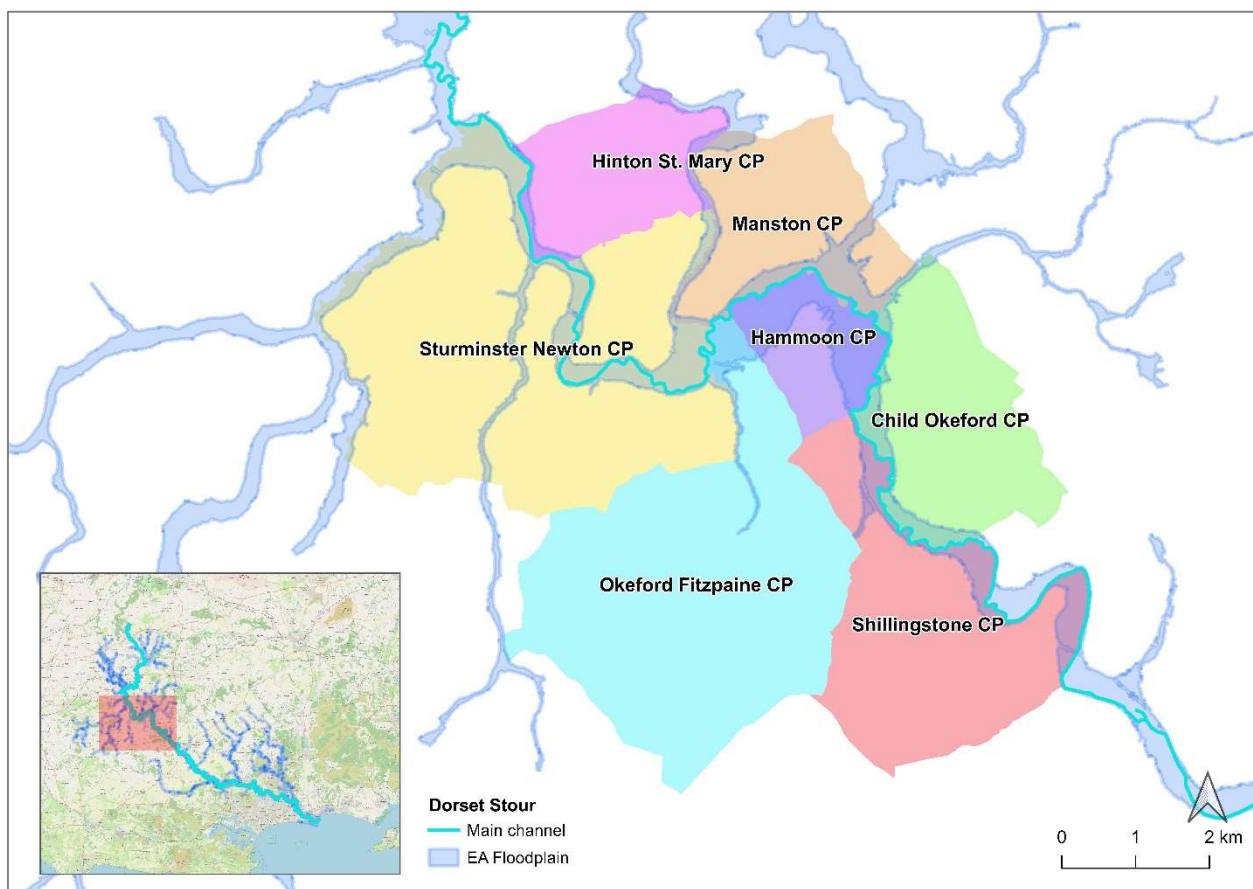 Hinton St. Mary CP
Manston CP
Hammoon CP
Sturminster Newton CP
Child Okeford CP
Okeford Fitzpaine CP
Shillingstone CP
Dorset Stour
Main channel
EA Floodplain
0 1 2 km